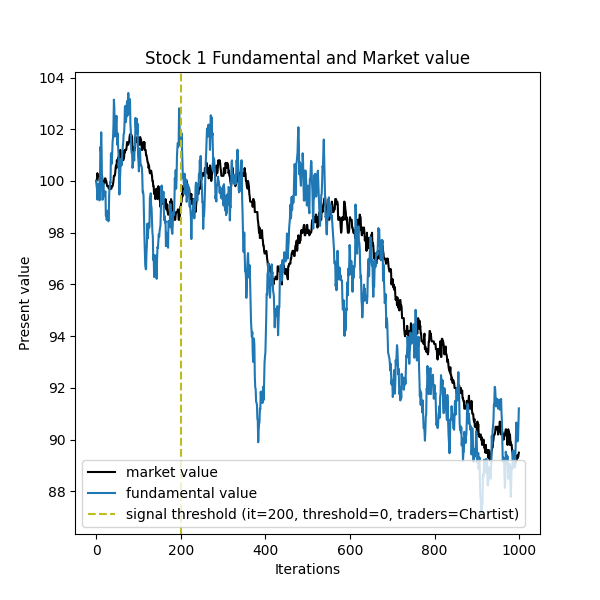 Stock 1 Fundamental and Market value
104
102
100
98
96
94
92
90
88
Present value
market value
fundamental value
signal threshold (it=200, threshold=0, traders=Chartist)
0 200 400 600 800 1000
Iterations